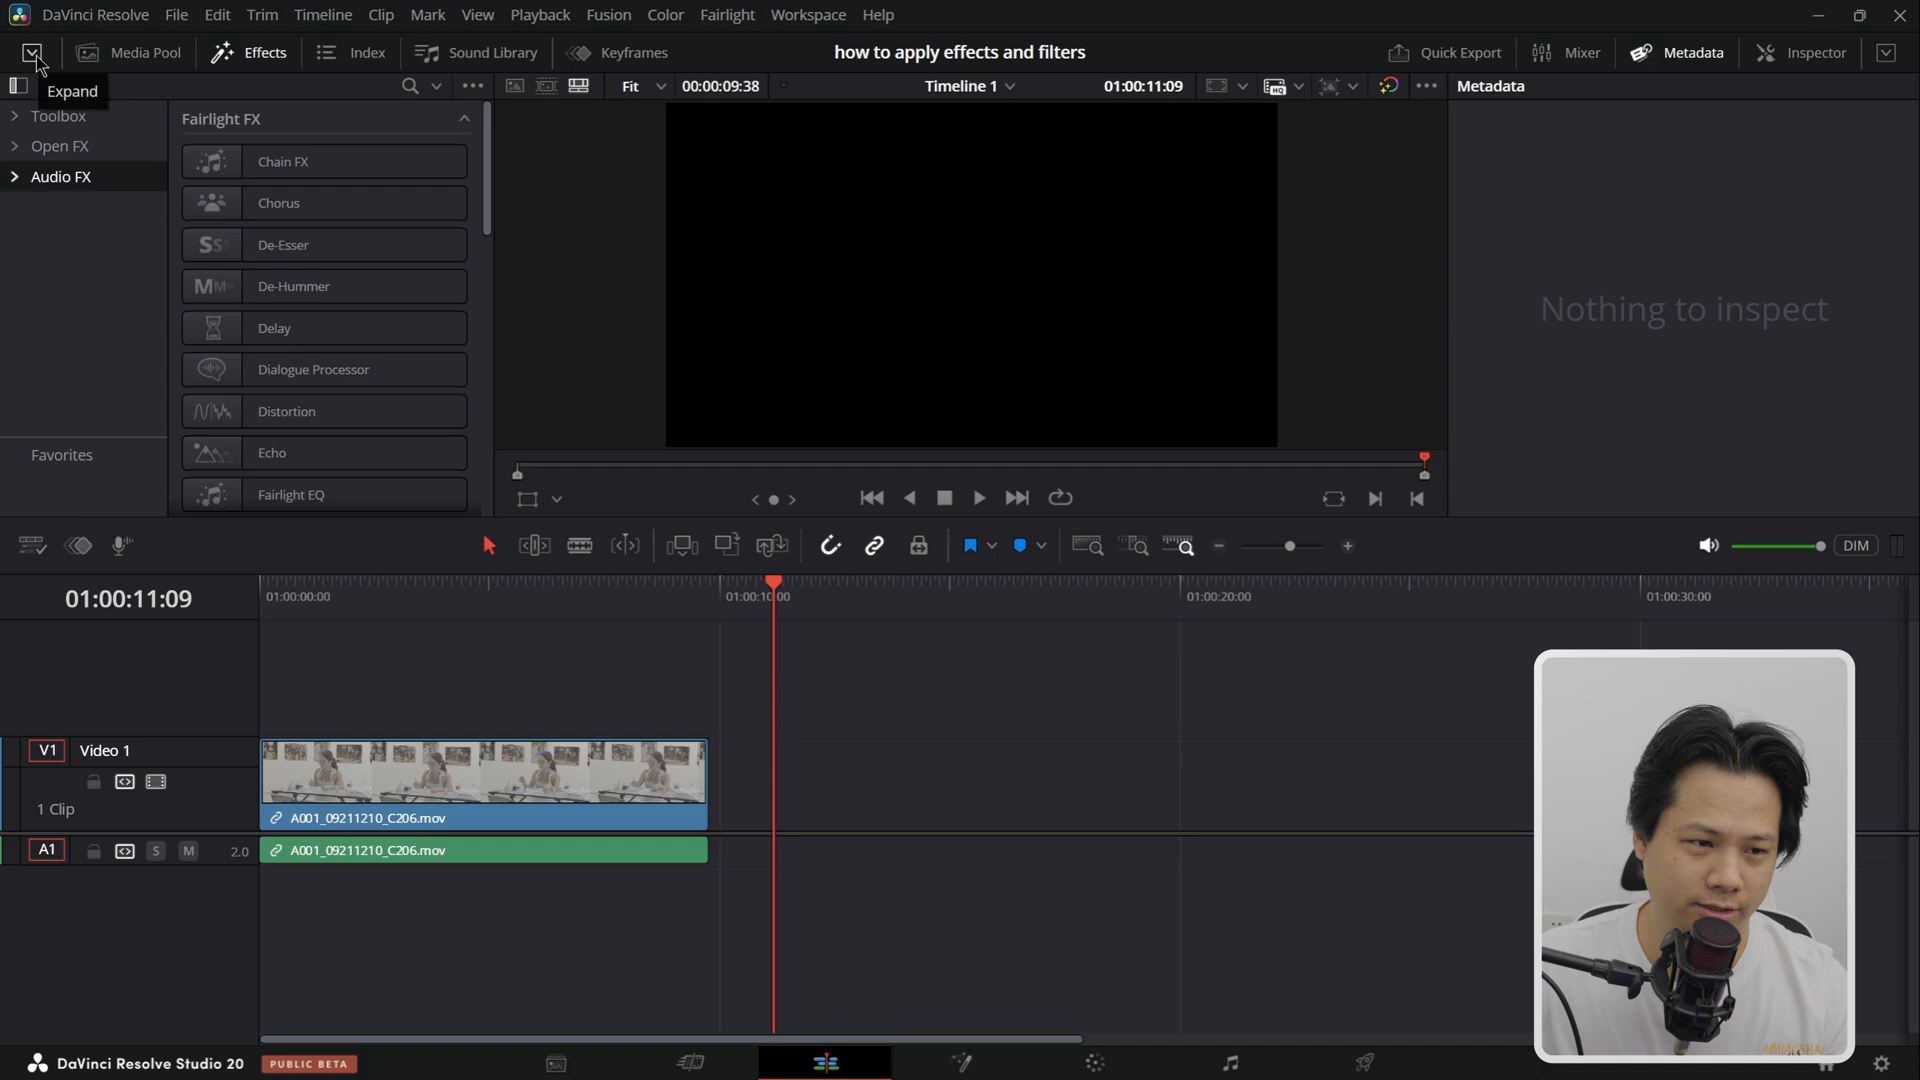 DaVinci Resolve File Edit Trim Timeline Clip Mark View Playback Fusion Color Fairlight Workspace Help
Media Pool Effects Index Sound Library Keyframes how to apply effects and filters Quick Export Mixer Metadata Inspector
Expand
Fit 00:00:09:38 Timeline 1 01:00:11:09 Metadata
Toolbox
Open FX
Audio FX
Favorites
Fairlight FX
Chain FX
Chorus
De-Esser
De-Hummer
Delay
Dialogue Processor
Distortion
Echo
Fairlight EQ
Nothing to inspect
DIM
01:00:11:09
01:00:00:00 01:00:10:00 01:00:20:00 01:00:30:00
V1 Video 1
1 Clip
A001_09211210_C206.mov
A1 S M 2.0
A001_09211210_C206.mov
DaVinci Resolve Studio 20 PUBLIC BETA